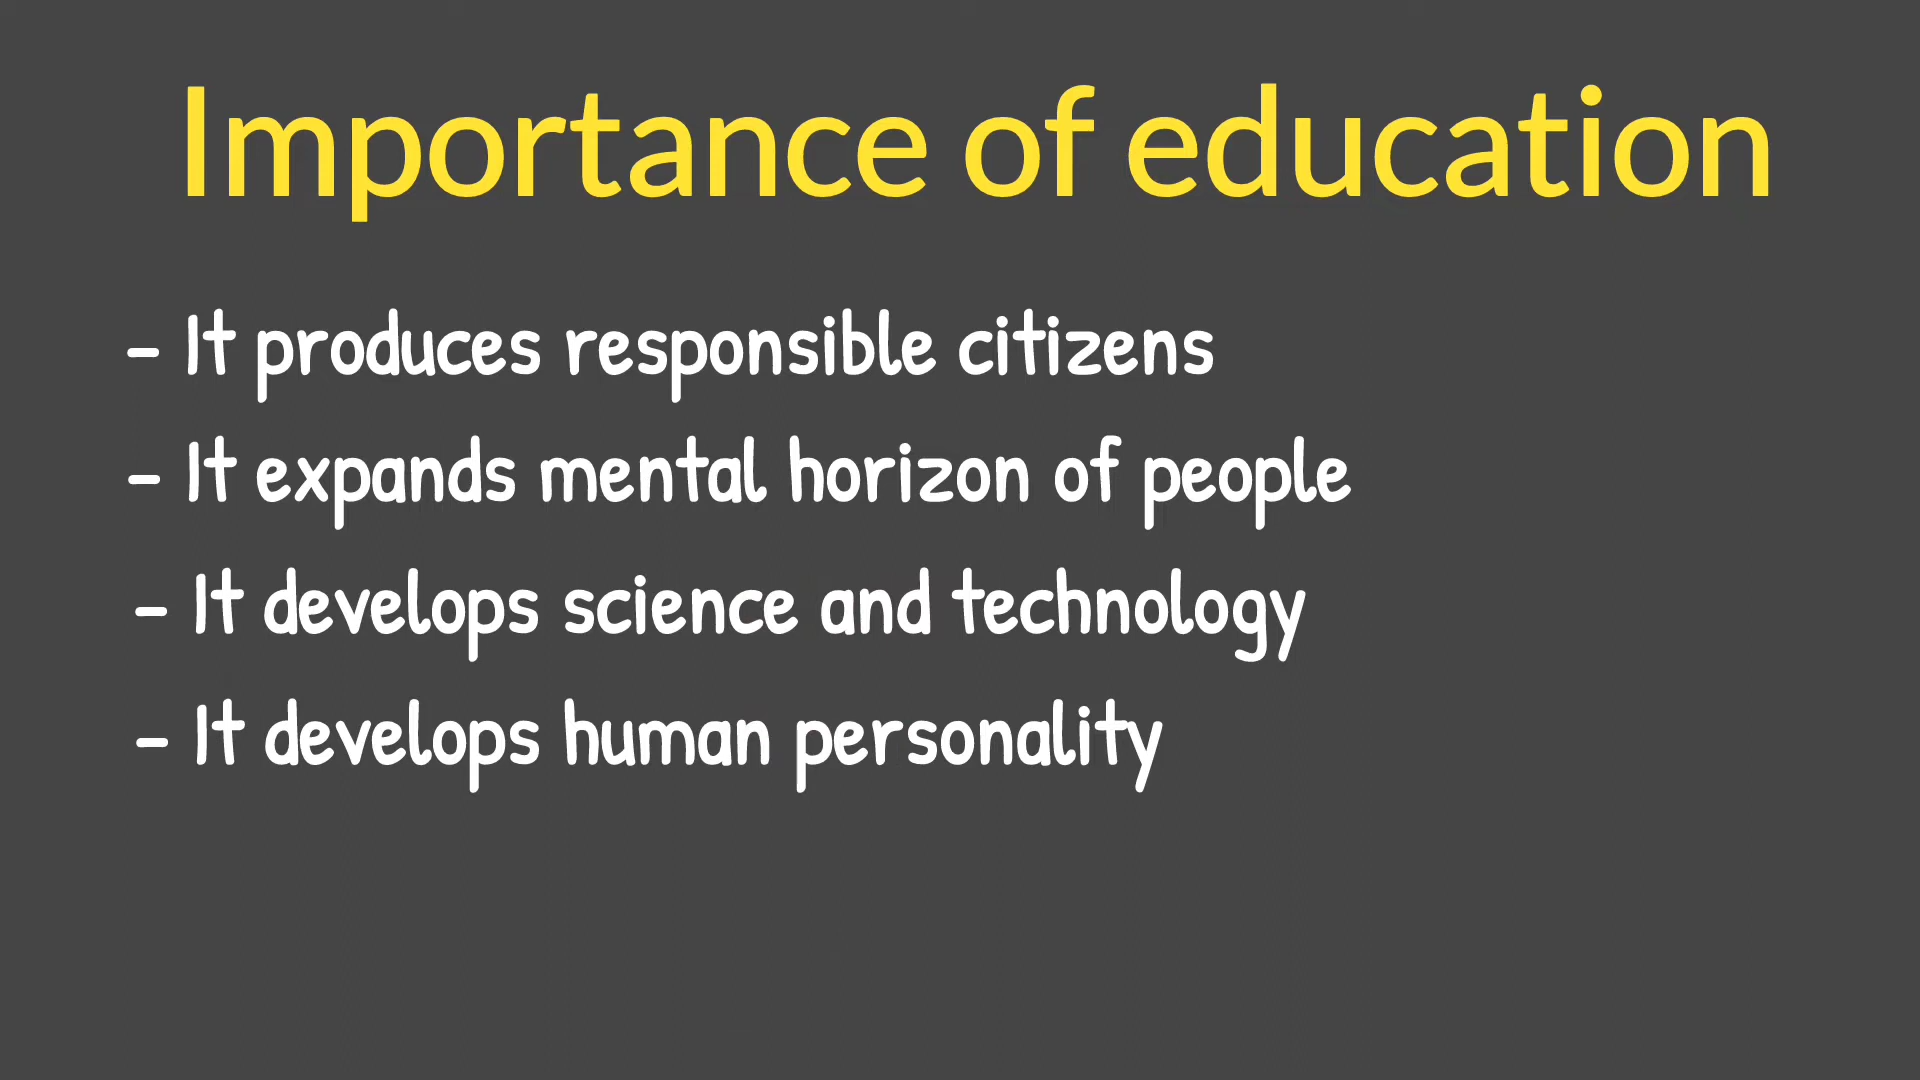 Importance of education
- It produces responsible citizens
- It expands mental horizon of people
- It develops science and technology
- It develops human personality